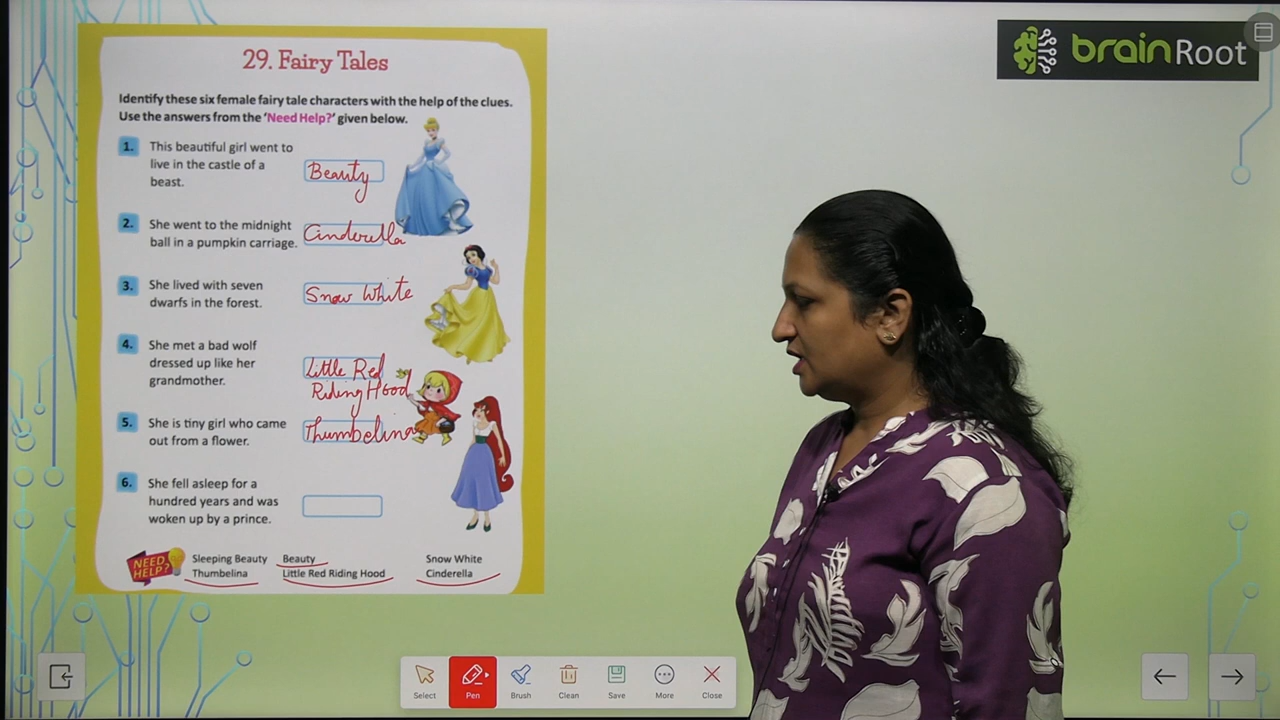 brainRoot
29. Fairy Tales
Identify these six female fairy tale characters with the help of the clues.
Use the answers from the 'Need Help?' given below.
1. This beautiful girl went to
live in the castle of a
beast.
Beauty
2. She went to the midnight
ball in a pumpkin carriage.
Cinderella
3. She lived with seven
dwarfs in the forest.
Snow White
4. She met a bad wolf
dressed up like her
grandmother.
Little Red
Riding Hood
5. She is tiny girl who came
out from a flower.
Thumbelina
6. She fell asleep for a
hundred years and was
woken up by a prince.
NEED
HELP?
Sleeping Beauty Beauty Snow White
Thumbelina Little Red Riding Hood Cinderella
Select Pen Brush Clean Save More Close